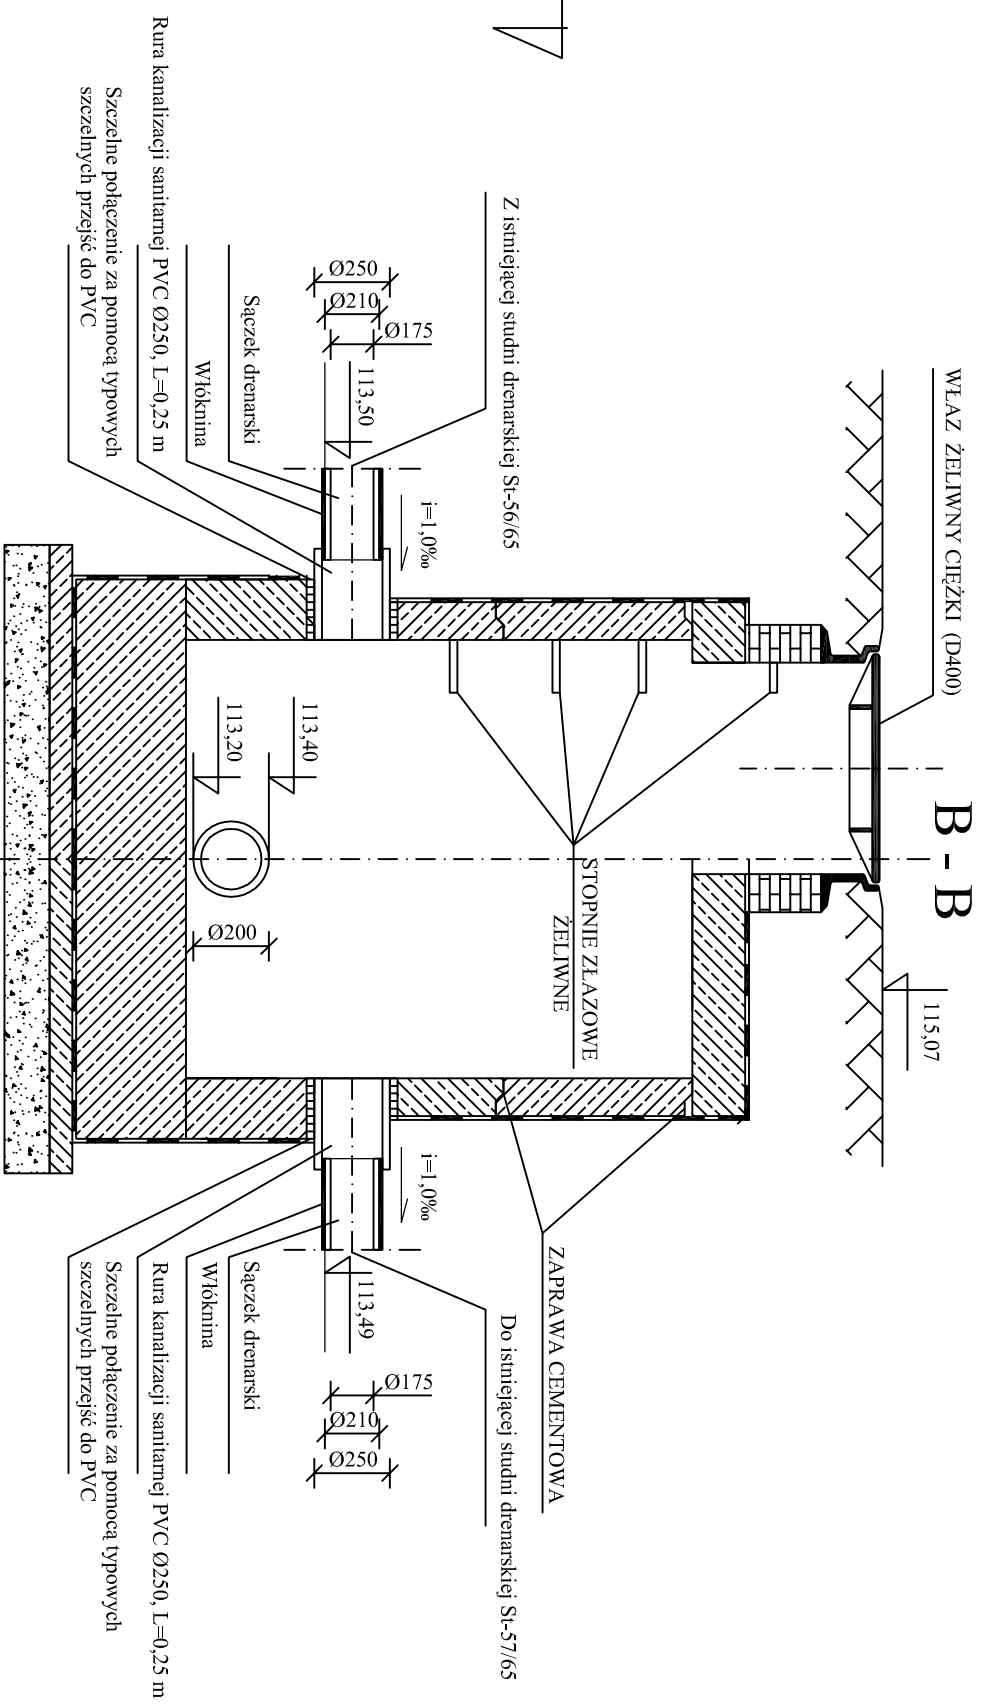 B - B
WŁAZ ŻELIWNY CIĘŻKI (D400)
115,07
Z istniejącej studni drenarskiej St-56/65
Do istniejącej studni drenarskiej St-57/65
STOPNIE ZŁAZOWE
ŻELIWNE
ZAPRAWA CEMENTOWA
i=1,0‰
i=1,0‰
Ø175
Ø210
Ø250
113,50
113,40
113,20
Ø200
113,49
Ø175
Ø210
Ø250
Sączek drenarski
Włóknina
Rura kanalizacji sanitarnej PVC Ø250, L=0,25 m
Szczelne połączenie za pomocą typowych
szczelnych przejść do PVC
Sączek drenarski
Włóknina
Rura kanalizacji sanitarnej PVC Ø250, L=0,25 m
Szczelne połączenie za pomocą typowych
szczelnych przejść do PVC